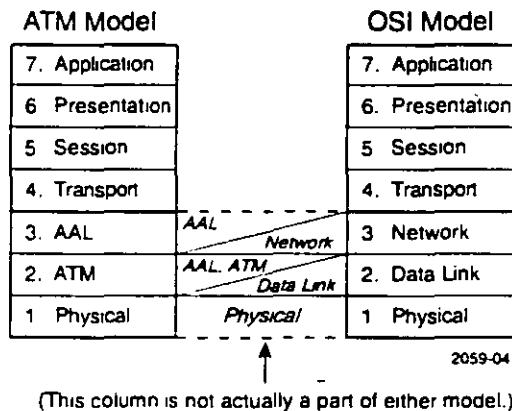 ATM Model OSI Model
7. Application 7. Application
6 Presentation 6. Presentation
5 Session 5 Session
4. Transport 4. Transport
3. AAL AAL Network 3 Network
2. ATM AAL. ATM Data Link 2. Data Link
1 Physical Physical 1 Physical
2059-04
(This column is not actually a part of either model.)